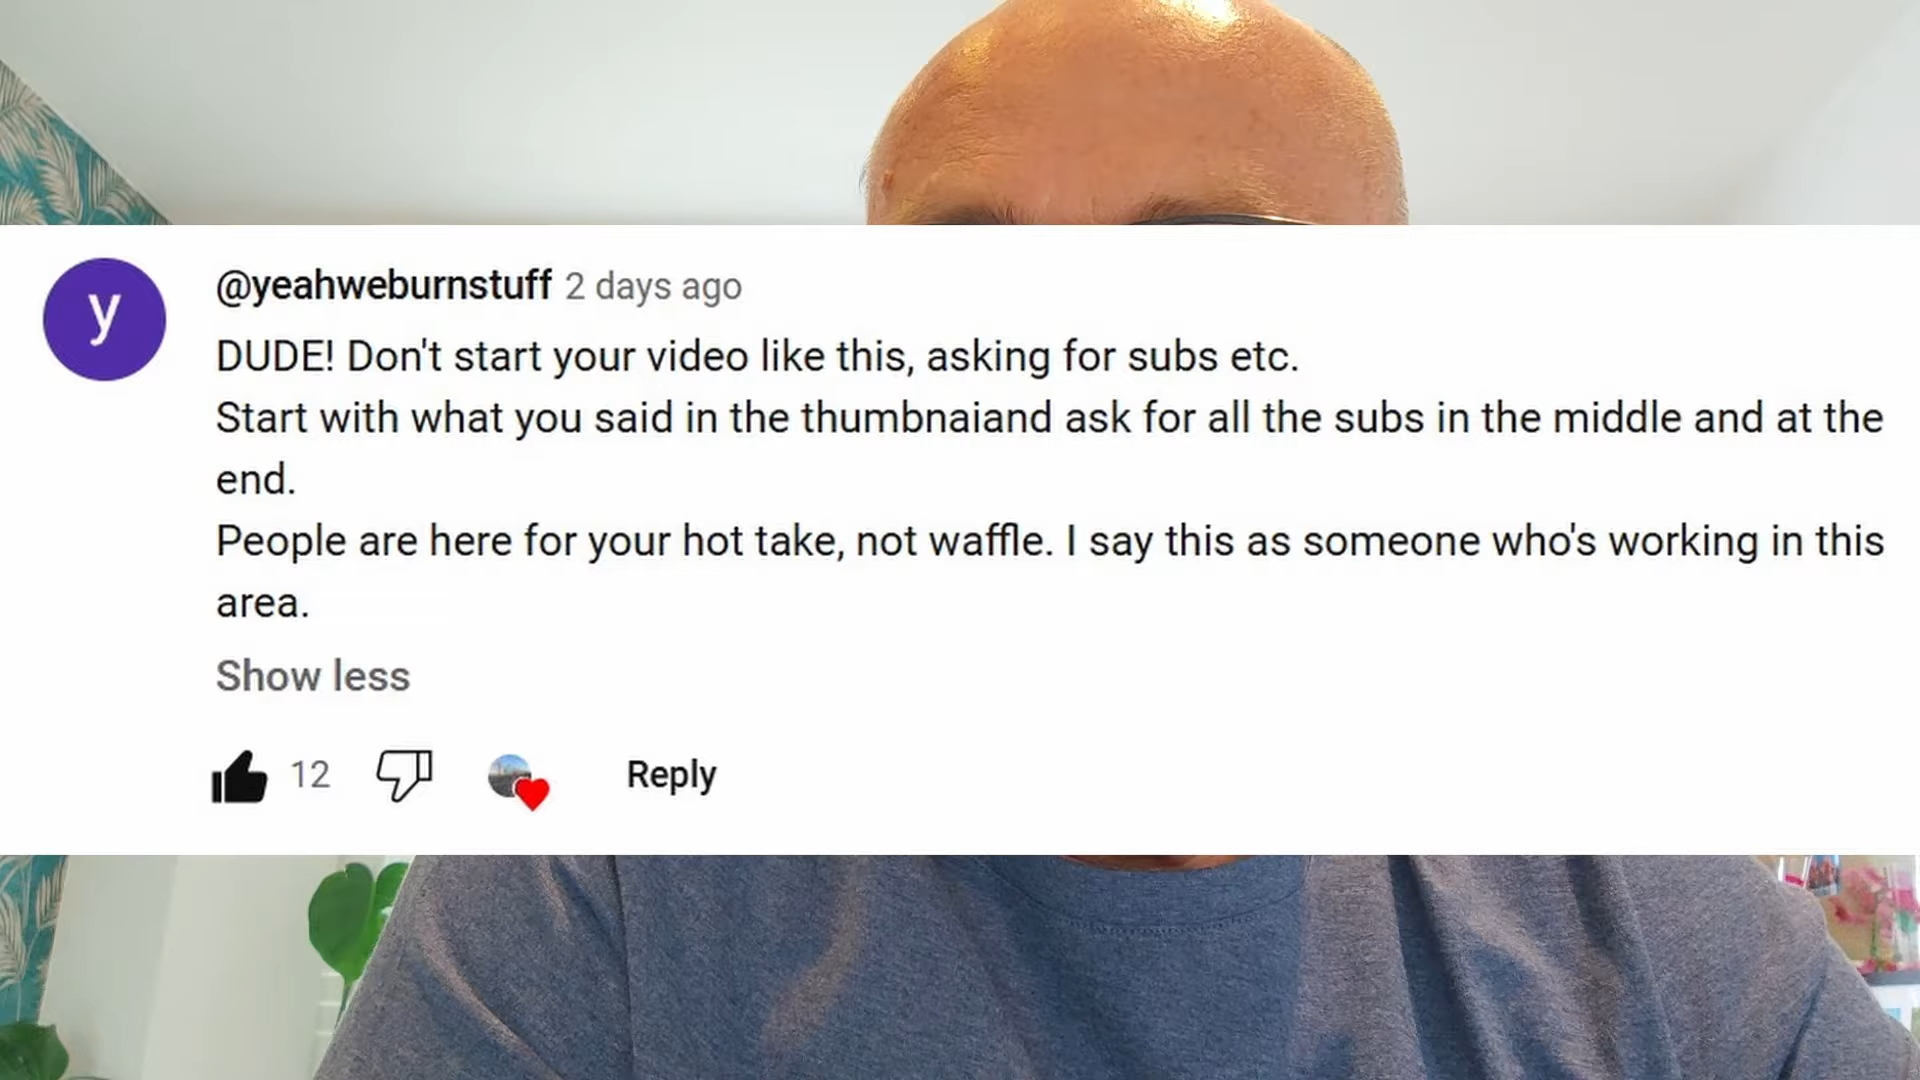 y
@yeahweburnstuff 2 days ago
DUDE! Don't start your video like this, asking for subs etc.
Start with what you said in the thumbnaiand ask for all the subs in the middle and at the
end.
People are here for your hot take, not waffle. I say this as someone who's working in this
area.
Show less
12
Reply